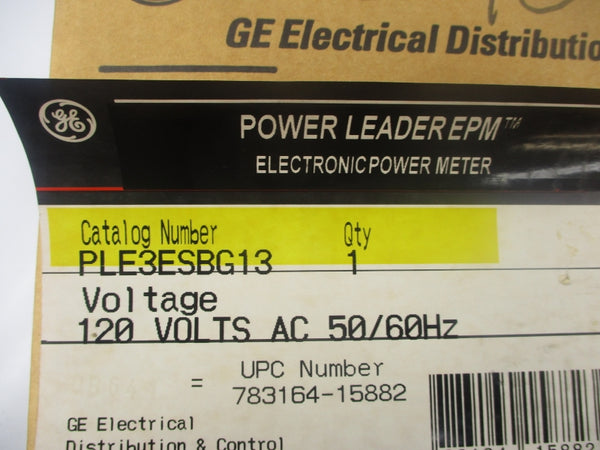 GE Electrical Distributio
GE
POWER LEADER EPM™
ELECTRONIC POWER METER
Catalog Number Qty
PLE3ESBG13 1
Voltage
120 VOLTS AC 50/60Hz
= UPC Number
783164-15882
GE Electrical
Distribution & Control
15882